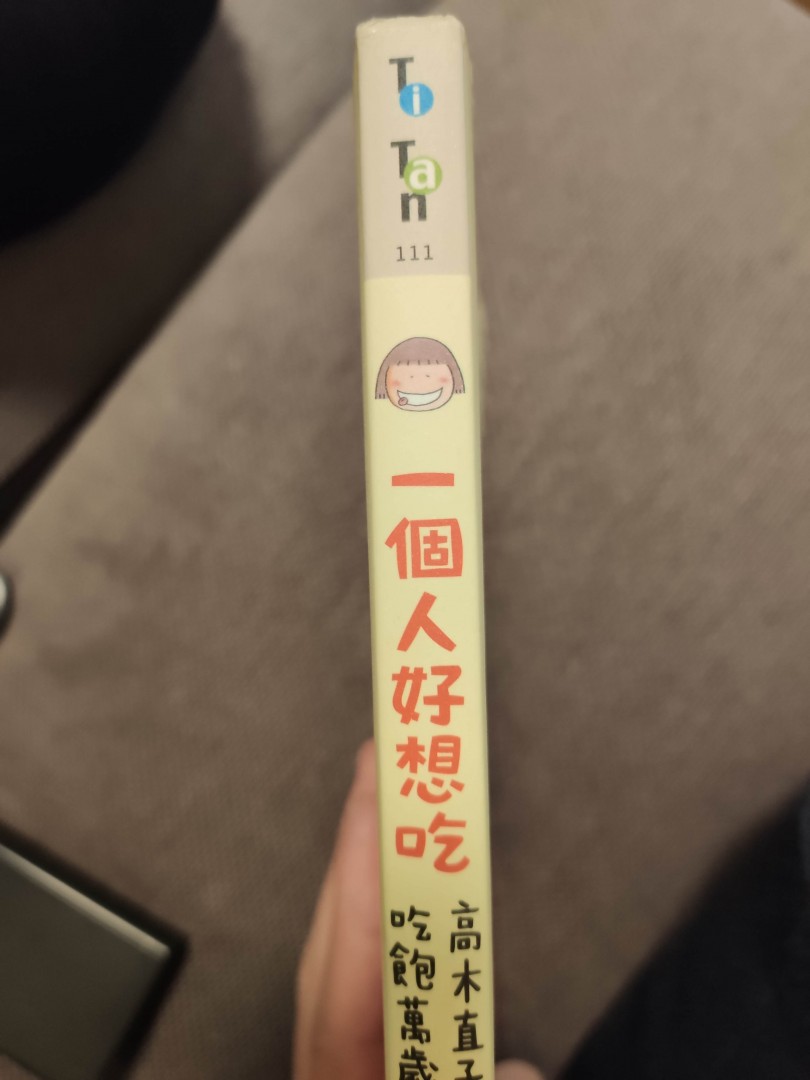 Ti
Tan
111
一個人好想吃
高木直子
吃飽萬歲